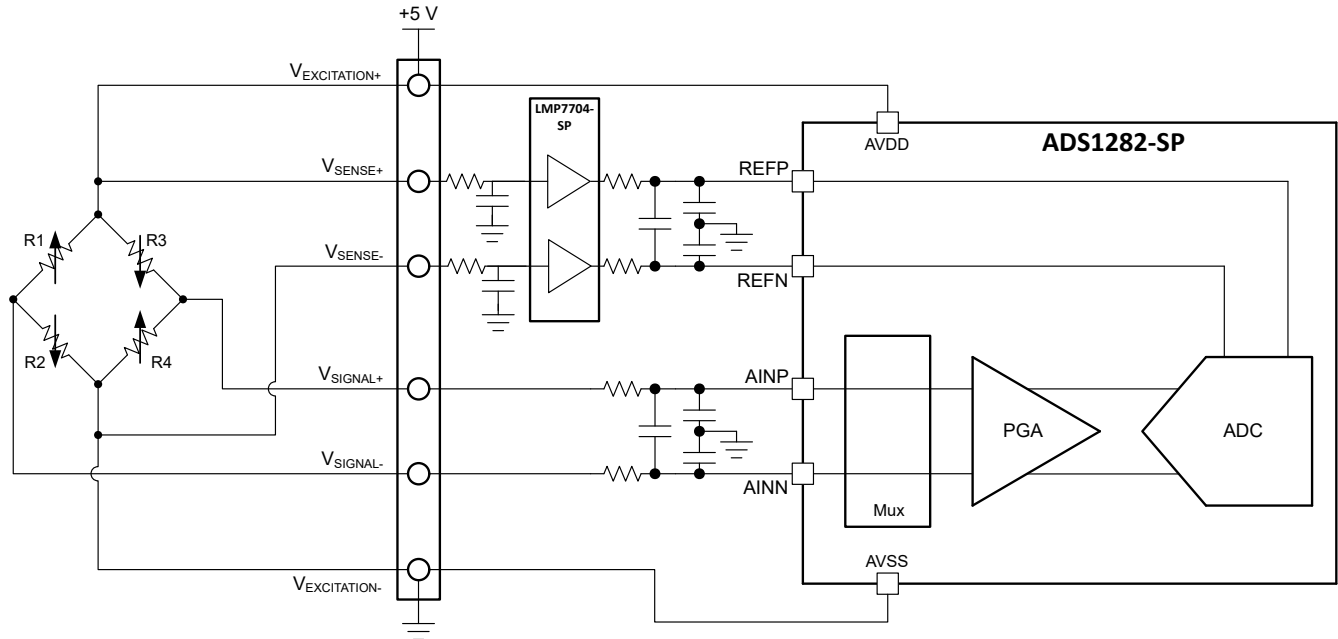 +5 V
VEXCITATION+
LMP7704-
SP
AVDD
ADS1282-SP
VSENSE+
REFP
R1
R3
VSENSE-
REFN
R2
R4
VSIGNAL+
AINP
PGA
ADC
VSIGNAL-
AINN
Mux
AVSS
VEXCITATION-